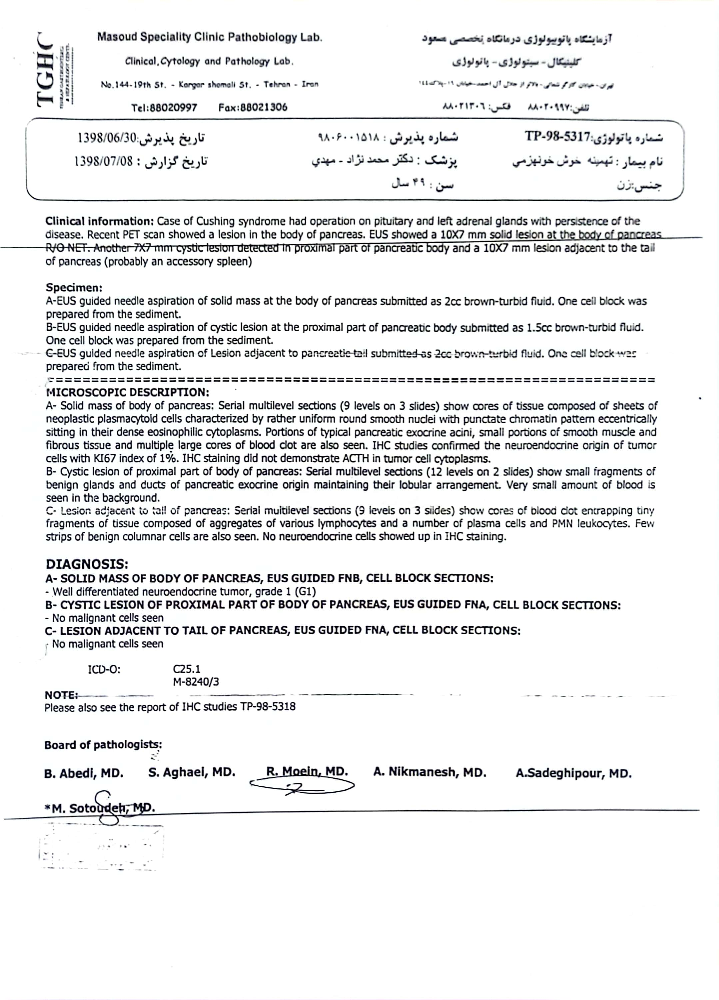 TGHC
Masoud Speciality Clinic Pathobiology Lab.
Clinical,Cytology and Pathology Lab.
No.144-19th St. - Kargar shomali St. - Tehran - Iran
Tel:88020997 Fax:88021306
آزمایشگاه پاتوبیولوژی درمانگاه تخصصی مسعود
کلینیکال - سیتولوژی - پاتولوژی
تهران - خیابان کارگر شمالی - بالاتر از جلال آل احمد - خیابان ۱۹ - پلاک ۱٤٤
تلفن: ۸۸۰۲۰۹۹۷ فکس: ۸۸۰۲۱۳۰۶
شماره پاتولوژی:TP-98-5317 شماره پذیرش : ۹۸۰۶۰۰۱۵۱۸ تاریخ پذیرش:1398/06/30
نام بیمار : تهمینه خوش خونهزمی پزشک : دکتر محمد نژاد - مهدي تاریخ گزارش : 1398/07/08
جنس:زن سن : ۴۹ سال
Clinical information: Case of Cushing syndrome had operation on pituitary and left adrenal glands with persistence of the
disease. Recent PET scan showed a lesion in the body of pancreas. EUS showed a 10X7 mm solid lesion at the body of pancreas
R/O NET. Another 7X7 mm cystic lesion detected in proximal part of pancreatic body and a 10X7 mm lesion adjacent to the tail
of pancreas (probably an accessory spleen)
Specimen:
A-EUS guided needle aspiration of solid mass at the body of pancreas submitted as 2cc brown-turbid fluid. One cell block was
prepared from the sediment.
B-EUS guided needle aspiration of cystic lesion at the proximal part of pancreatic body submitted as 1.5cc brown-turbid fluid.
One cell block was prepared from the sediment.
C-EUS guided needle aspiration of Lesion adjacent to pancreatic tail submitted as 2cc brown-turbid fluid. One cell block was
prepared from the sediment.
==================================================================================
MICROSCOPIC DESCRIPTION:
A- Solid mass of body of pancreas: Serial multilevel sections (9 levels on 3 slides) show cores of tissue composed of sheets of
neoplastic plasmacytoid cells characterized by rather uniform round smooth nuclei with punctate chromatin pattern eccentrically
sitting in their dense eosinophilic cytoplasms. Portions of typical pancreatic exocrine acini, small portions of smooth muscle and
fibrous tissue and multiple large cores of blood clot are also seen. IHC studies confirmed the neuroendocrine origin of tumor
cells with KI67 index of 1%. IHC staining did not demonstrate ACTH in tumor cell cytoplasms.
B- Cystic lesion of proximal part of body of pancreas: Serial multilevel sections (12 levels on 2 slides) show small fragments of
benign glands and ducts of pancreatic exocrine origin maintaining their lobular arrangement. Very small amount of blood is
seen in the background.
C- Lesion adjacent to tail of pancreas: Serial multilevel sections (9 levels on 3 slides) show cores of blood clot entrapping tiny
fragments of tissue composed of aggregates of various lymphocytes and a number of plasma cells and PMN leukocytes. Few
strips of benign columnar cells are also seen. No neuroendocrine cells showed up in IHC staining.
DIAGNOSIS:
A- SOLID MASS OF BODY OF PANCREAS, EUS GUIDED FNB, CELL BLOCK SECTIONS:
- Well differentiated neuroendocrine tumor, grade 1 (G1)
B- CYSTIC LESION OF PROXIMAL PART OF BODY OF PANCREAS, EUS GUIDED FNA, CELL BLOCK SECTIONS:
- No malignant cells seen
C- LESION ADJACENT TO TAIL OF PANCREAS, EUS GUIDED FNA, CELL BLOCK SECTIONS:
- No malignant cells seen
ICD-O: C25.1
M-8240/3
NOTE:
Please also see the report of IHC studies TP-98-5318
Board of pathologists:
B. Abedi, MD. S. Aghaei, MD. R. Moein, MD. A. Nikmanesh, MD. A.Sadeghipour, MD.
*M. Sotoudeh, MD.